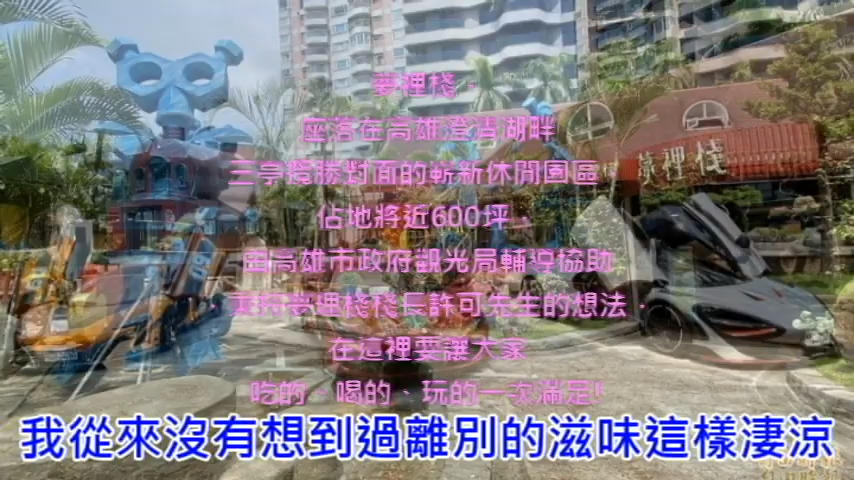 夢裡棧，
座落在高雄澄清湖畔
三亭攬勝對面的嶄新休閒園區
佔地將近600坪，
由高雄市政府觀光局輔導協助，
秉持夢裡棧棧長許可先生的想法，
在這裡要讓大家
吃的、喝的、玩的一次滿足!!
裡棧
我從來沒有想到過離別的滋味這樣淒涼